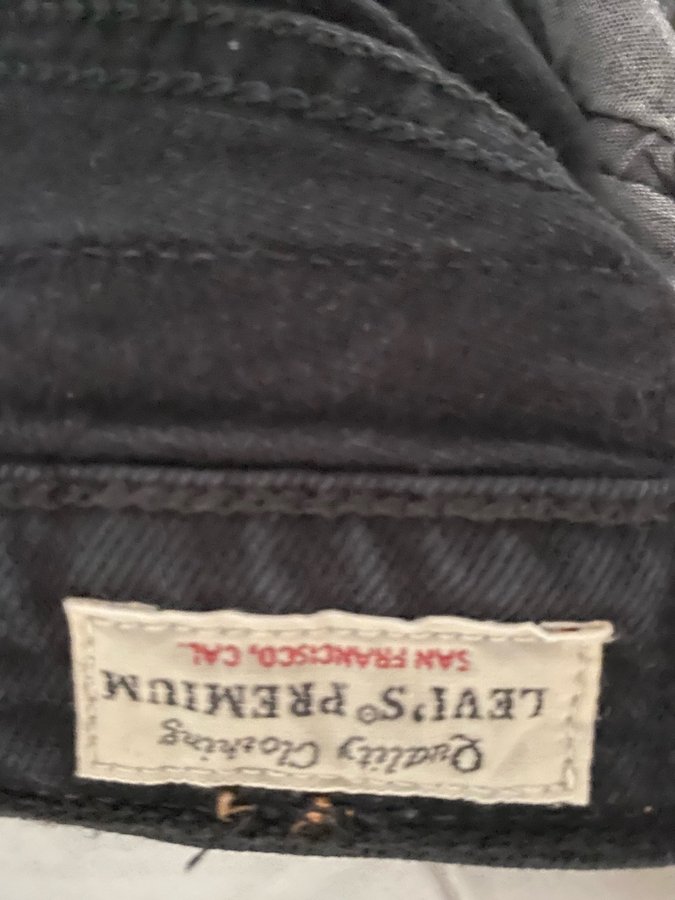 Quality Clothing
LEVI'S® PREMIUM
SAN FRANCISCO, CAL.